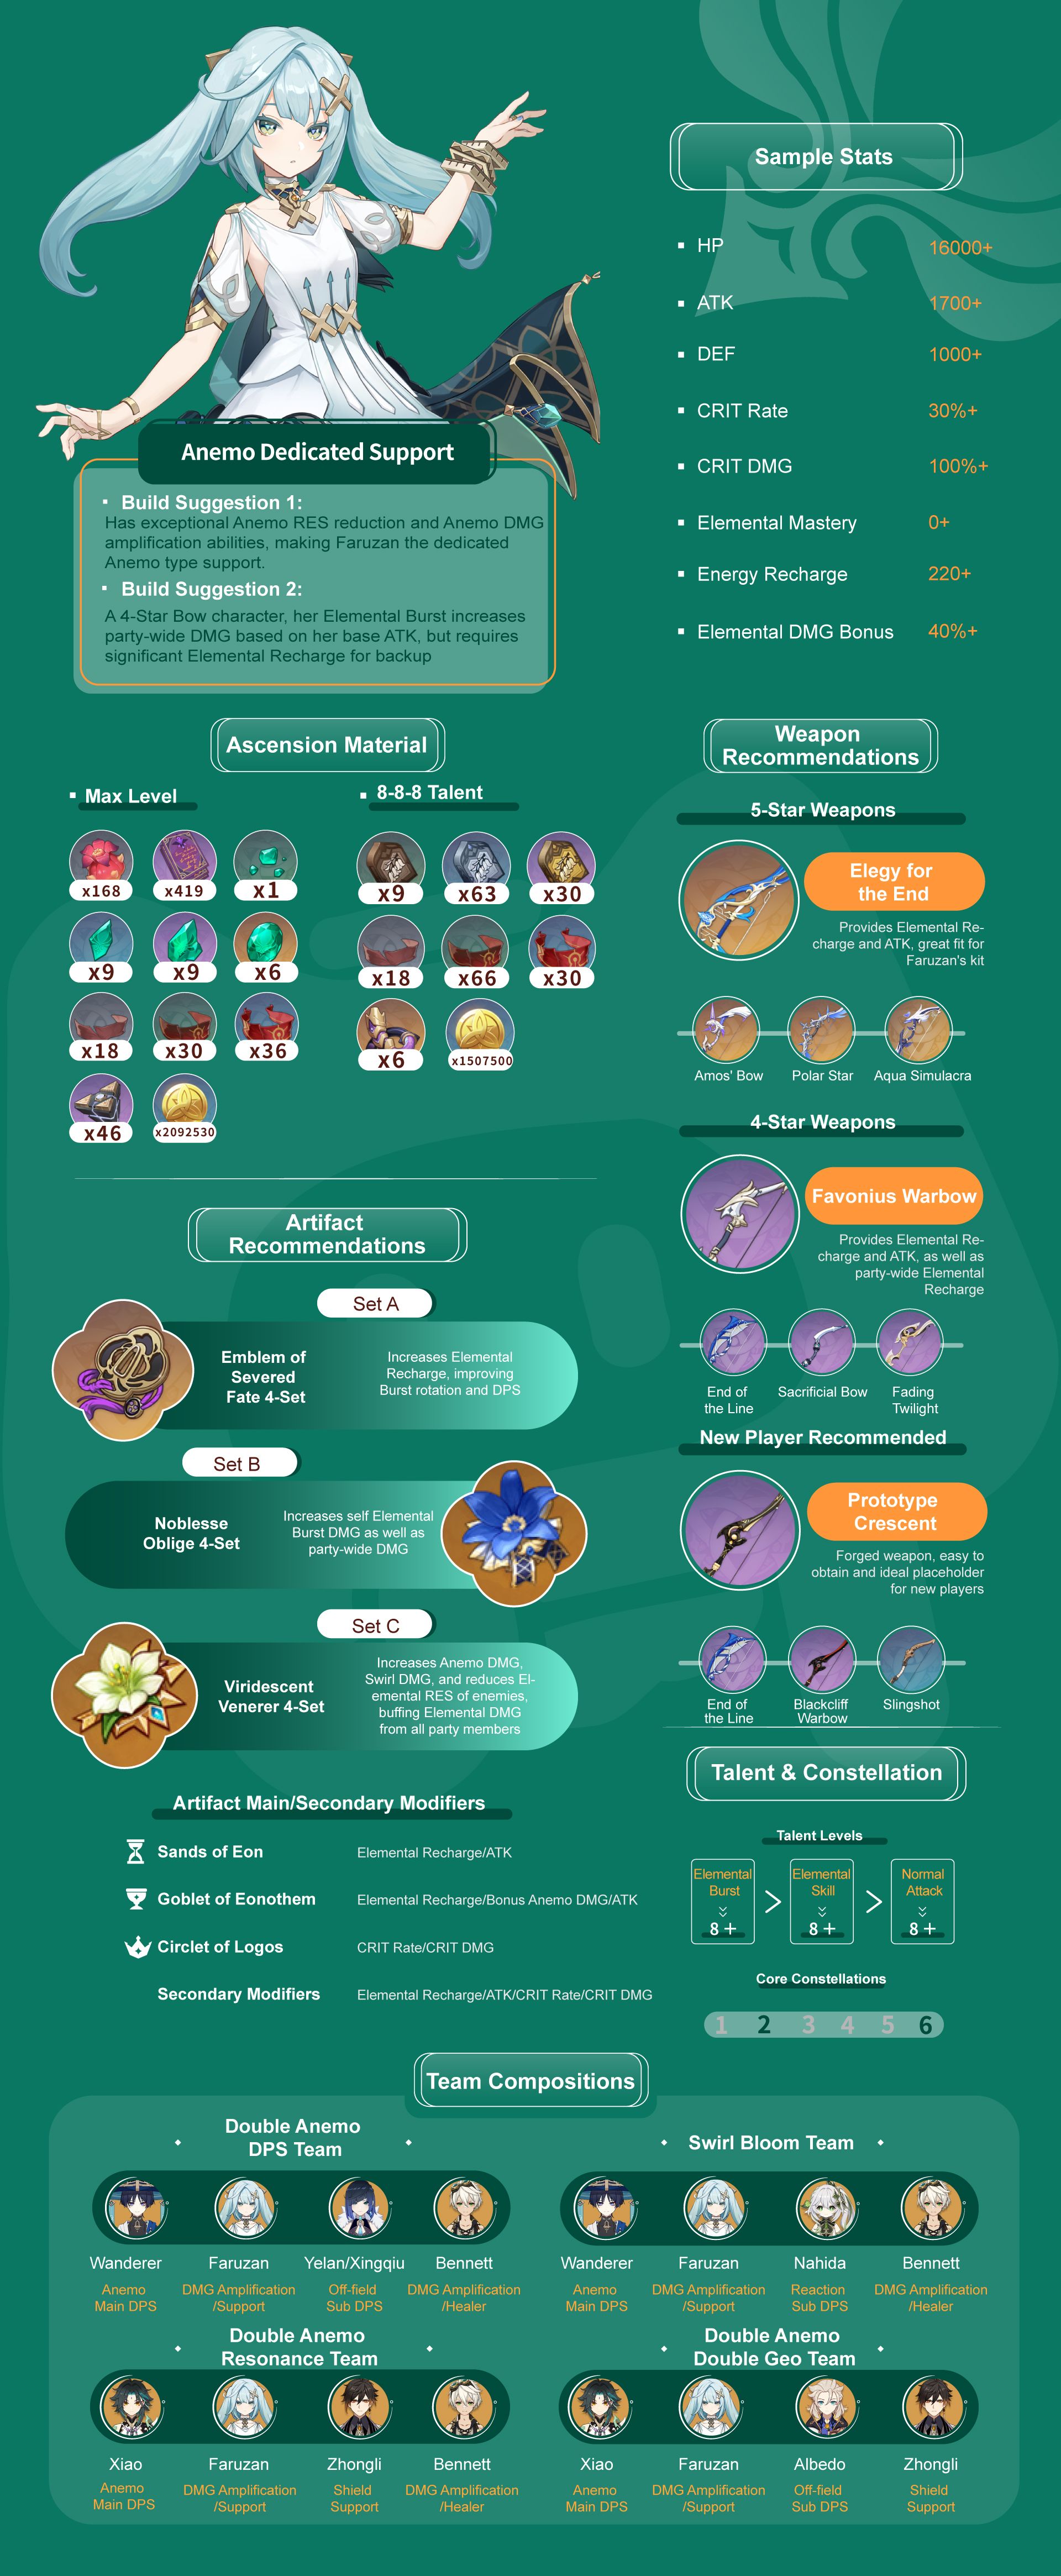 Anemo Dedicated Support
Build Suggestion 1:
Has exceptional Anemo RES reduction and Anemo DMG
amplification abilities, making Faruzan the dedicated
Anemo type support.
Build Suggestion 2:
A 4-Star Bow character, her Elemental Burst increases
party-wide DMG based on her base ATK, but requires
significant Elemental Recharge for backup
Sample Stats
HP 16000+
ATK 1700+
DEF 1000+
CRIT Rate 30%+
CRIT DMG 100%+
Elemental Mastery 0+
Energy Recharge 220+
Elemental DMG Bonus 40%+
Ascension Material
Max Level
x168 x419 x1
x9 x9 x6
x18 x30 x36
x46 x2092530
8-8-8 Talent
x9 x63 x30
x18 x66 x30
x6 x1507500
Weapon
Recommendations
5-Star Weapons
Elegy for
the End
Provides Elemental Re-
charge and ATK, great fit for
Faruzan's kit
Amos' Bow Polar Star Aqua Simulacra
4-Star Weapons
Favonius Warbow
Provides Elemental Re-
charge and ATK, as well as
party-wide Elemental
Recharge
End of Sacrificial Bow Fading
the Line Twilight
New Player Recommended
Prototype
Crescent
Forged weapon, easy to
obtain and ideal placeholder
for new players
End of Blackcliff Slingshot
the Line Warbow
Artifact
Recommendations
Set A
Emblem of
Severed
Fate 4-Set
Increases Elemental
Recharge, improving
Burst rotation and DPS
Set B
Noblesse
Oblige 4-Set
Increases self Elemental
Burst DMG as well as
party-wide DMG
Set C
Viridescent
Venerer 4-Set
Increases Anemo DMG,
Swirl DMG, and reduces El-
emental RES of enemies,
buffing Elemental DMG
from all party members
Artifact Main/Secondary Modifiers
Sands of Eon Elemental Recharge/ATK
Goblet of Eonothem Elemental Recharge/Bonus Anemo DMG/ATK
Circlet of Logos CRIT Rate/CRIT DMG
Secondary Modifiers Elemental Recharge/ATK/CRIT Rate/CRIT DMG
Talent & Constellation
Talent Levels
Elemental Elemental Normal
Burst > Skill > Attack
8+ 8+ 8+
Core Constellations
1 2 3 4 5 6
Team Compositions
Double Anemo
DPS Team
Wanderer Faruzan Yelan/Xingqiu Bennett
Anemo DMG Amplification Off-field DMG Amplification
Main DPS /Support Sub DPS /Healer
Swirl Bloom Team
Wanderer Faruzan Nahida Bennett
Anemo DMG Amplification Reaction DMG Amplification
Main DPS /Support Sub DPS /Healer
Double Anemo
Resonance Team
Xiao Faruzan Zhongli Bennett
Anemo DMG Amplification Shield DMG Amplification
Main DPS /Support Support /Healer
Double Anemo
Double Geo Team
Xiao Faruzan Albedo Zhongli
Anemo DMG Amplification Off-field Shield
Main DPS /Support Sub DPS Support